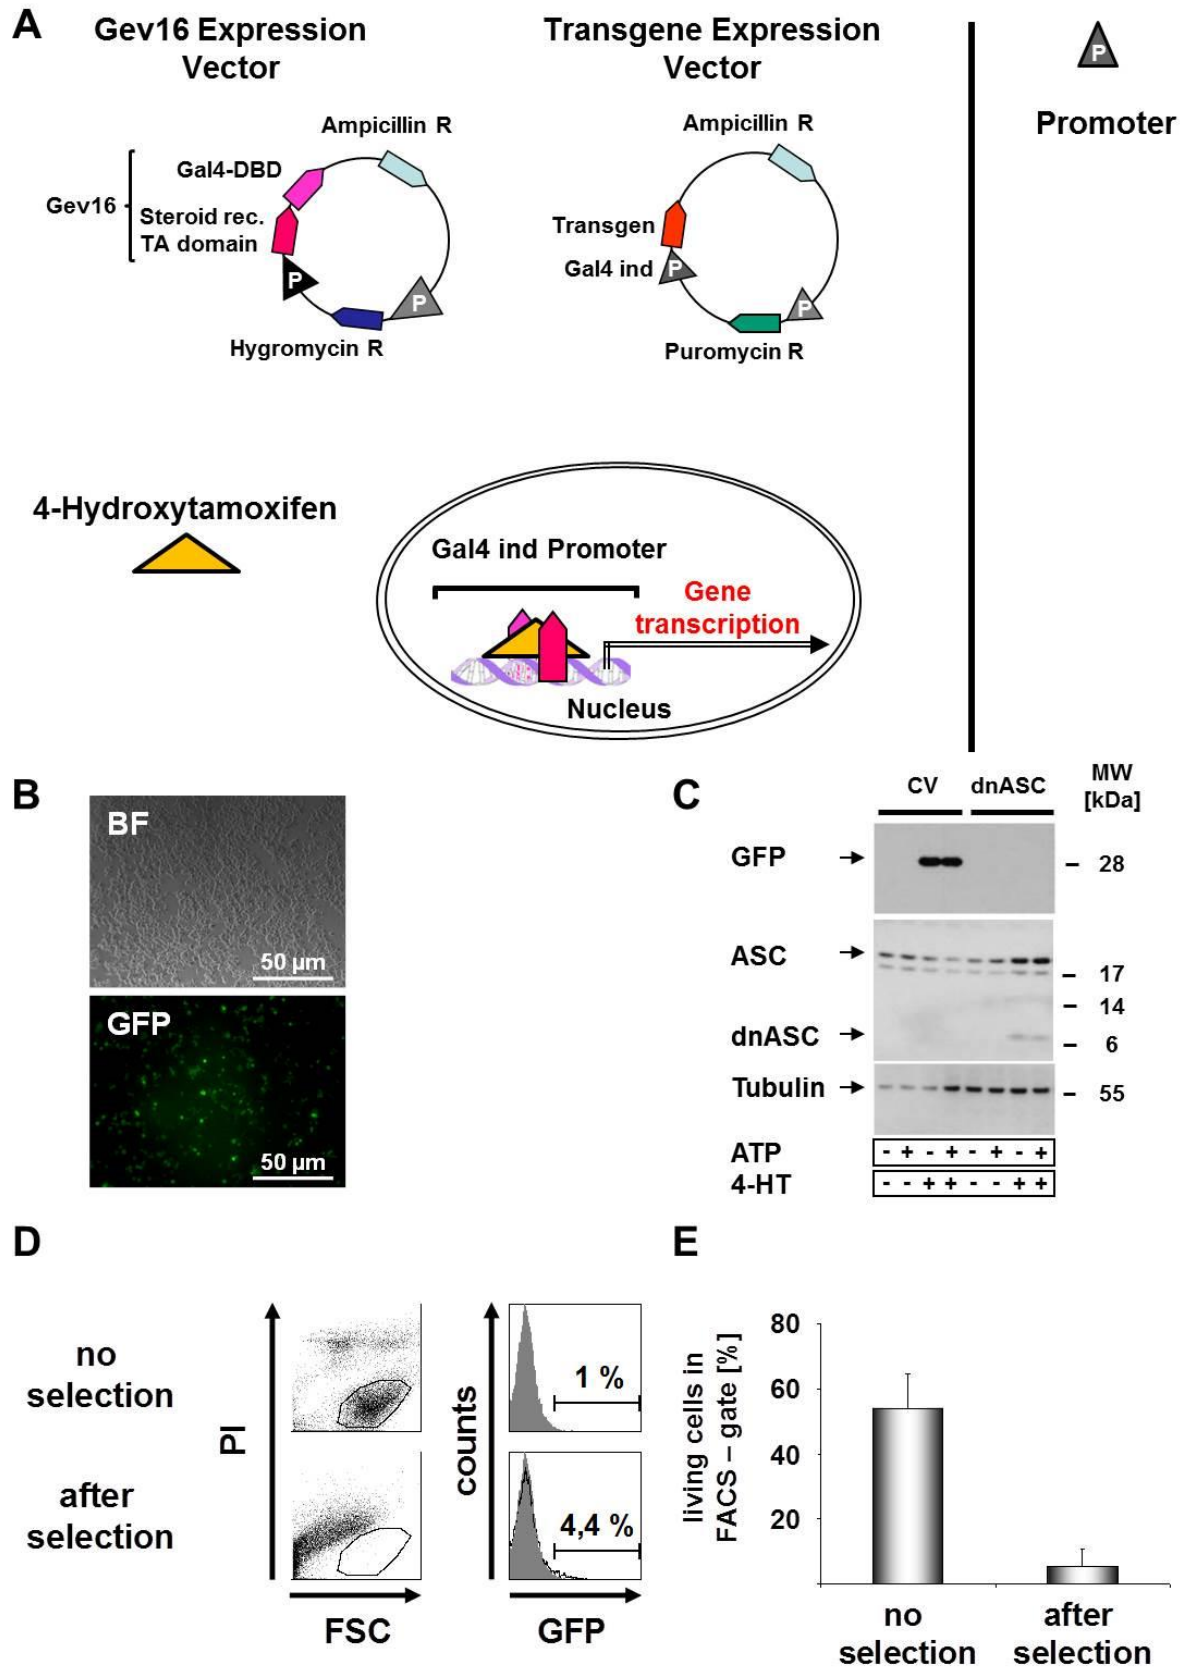 A
Gev16 Expression
Vector
Transgene Expression
Vector
P
Promoter
Ampicillin R
Gal4-DBD
Gev16
Steroid rec.
TA domain
P
P
Hygromycin R
Ampicillin R
Transgen
Gal4 ind
P
P
Puromycin R
4-Hydroxytamoxifen
Gal4 ind Promoter
Gene
transcription
Nucleus
B
BF
50 µm
GFP
50 µm
C
CV dnASC MW
[kDa]
GFP – 28
ASC
– 17
– 14
dnASC
– 6
Tubulin – 55
ATP - + - + - - + - +
4-HT - - + + - - + +
D
no
selection
after
selection
PI
FSC
counts
1 %
4,4 %
GFP
E
living cells in
FACS – gate [%]
80
60
40
20
no
selection
after
selection